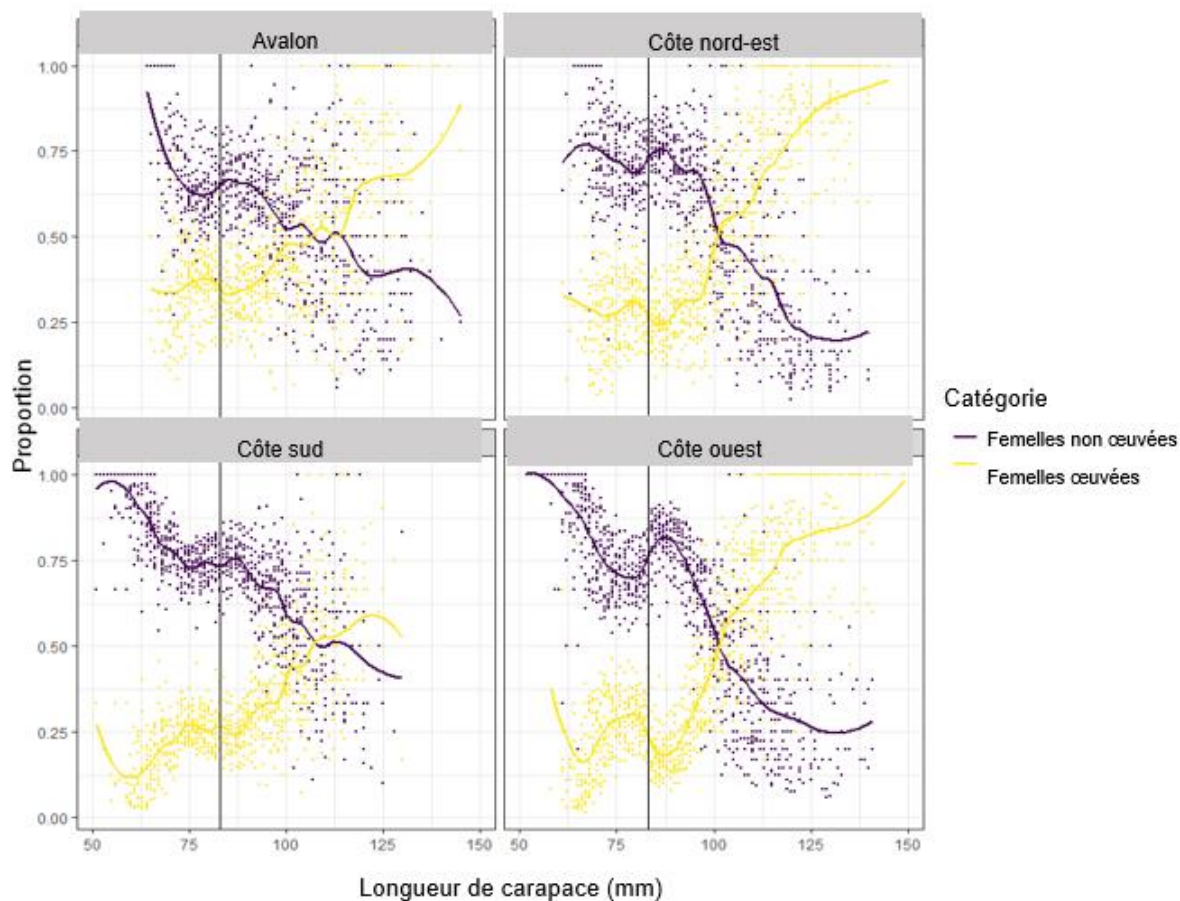 Avalon
Côte nord-est
1.00
0.75
0.50
0.25
0.00
Côte sud
Côte ouest
1.00
0.75
0.50
0.25
0.00
50
75
100
125
150
50
75
100
125
150
Proportion
Longueur de carapace (mm)
Catégorie
Femelles non œuvées
Femelles œuvées